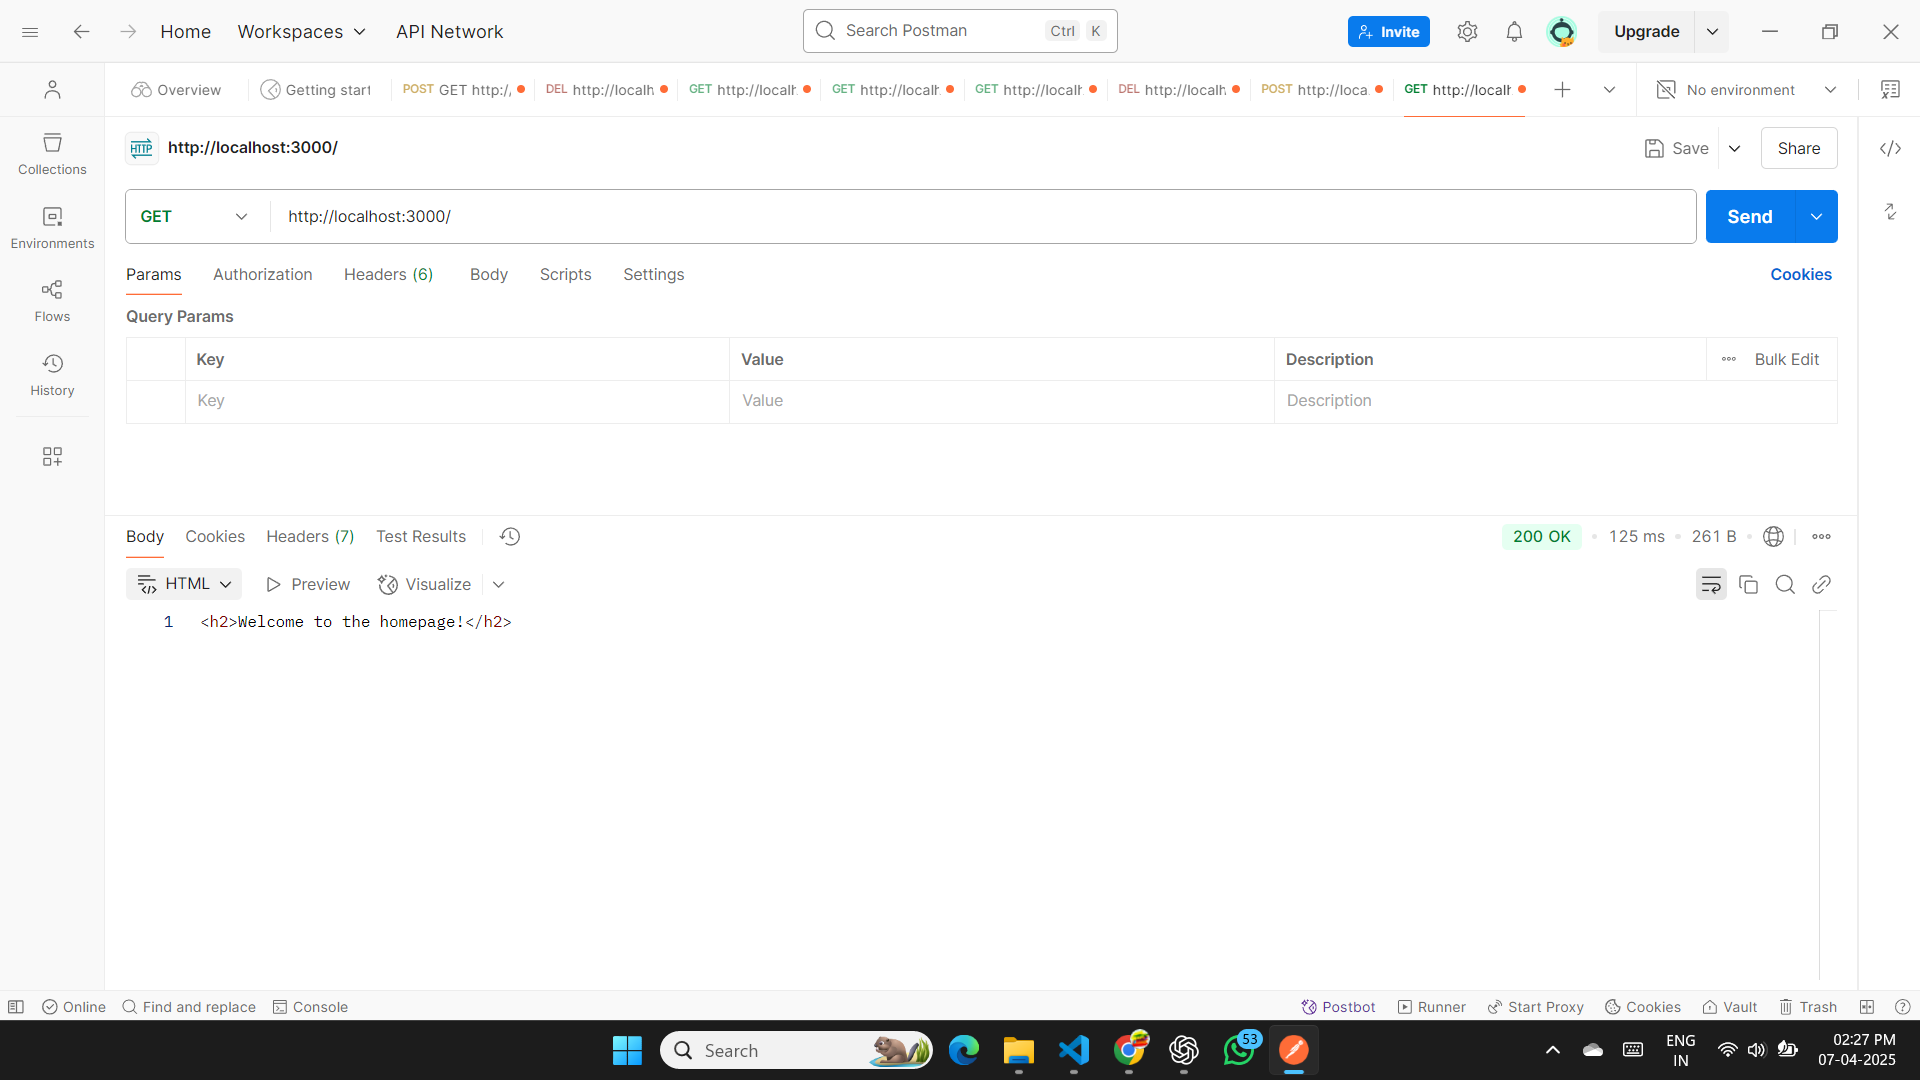 Home Workspaces API Network Search Postman Ctrl K Invite Upgrade
Overview Getting start POST GET http:// DEL http://localh GET http://localh GET http://localh GET http://localh DEL http://localh POST http://loca GET http://localh No environment
HTTP http://localhost:3000/ Save Share
Collections
Environments
Flows
History
GET http://localhost:3000/ Send
Params Authorization Headers (6) Body Scripts Settings Cookies
Query Params
Key Value Description Bulk Edit
Key Value Description
Body Cookies Headers (7) Test Results 200 OK 125 ms 261 B
HTML Preview Visualize
1 <h2>Welcome to the homepage!</h2>
Online Find and replace Console Postbot Runner Start Proxy Cookies Vault Trash
Search 53 ENG 02:27 PM
IN 07-04-2025